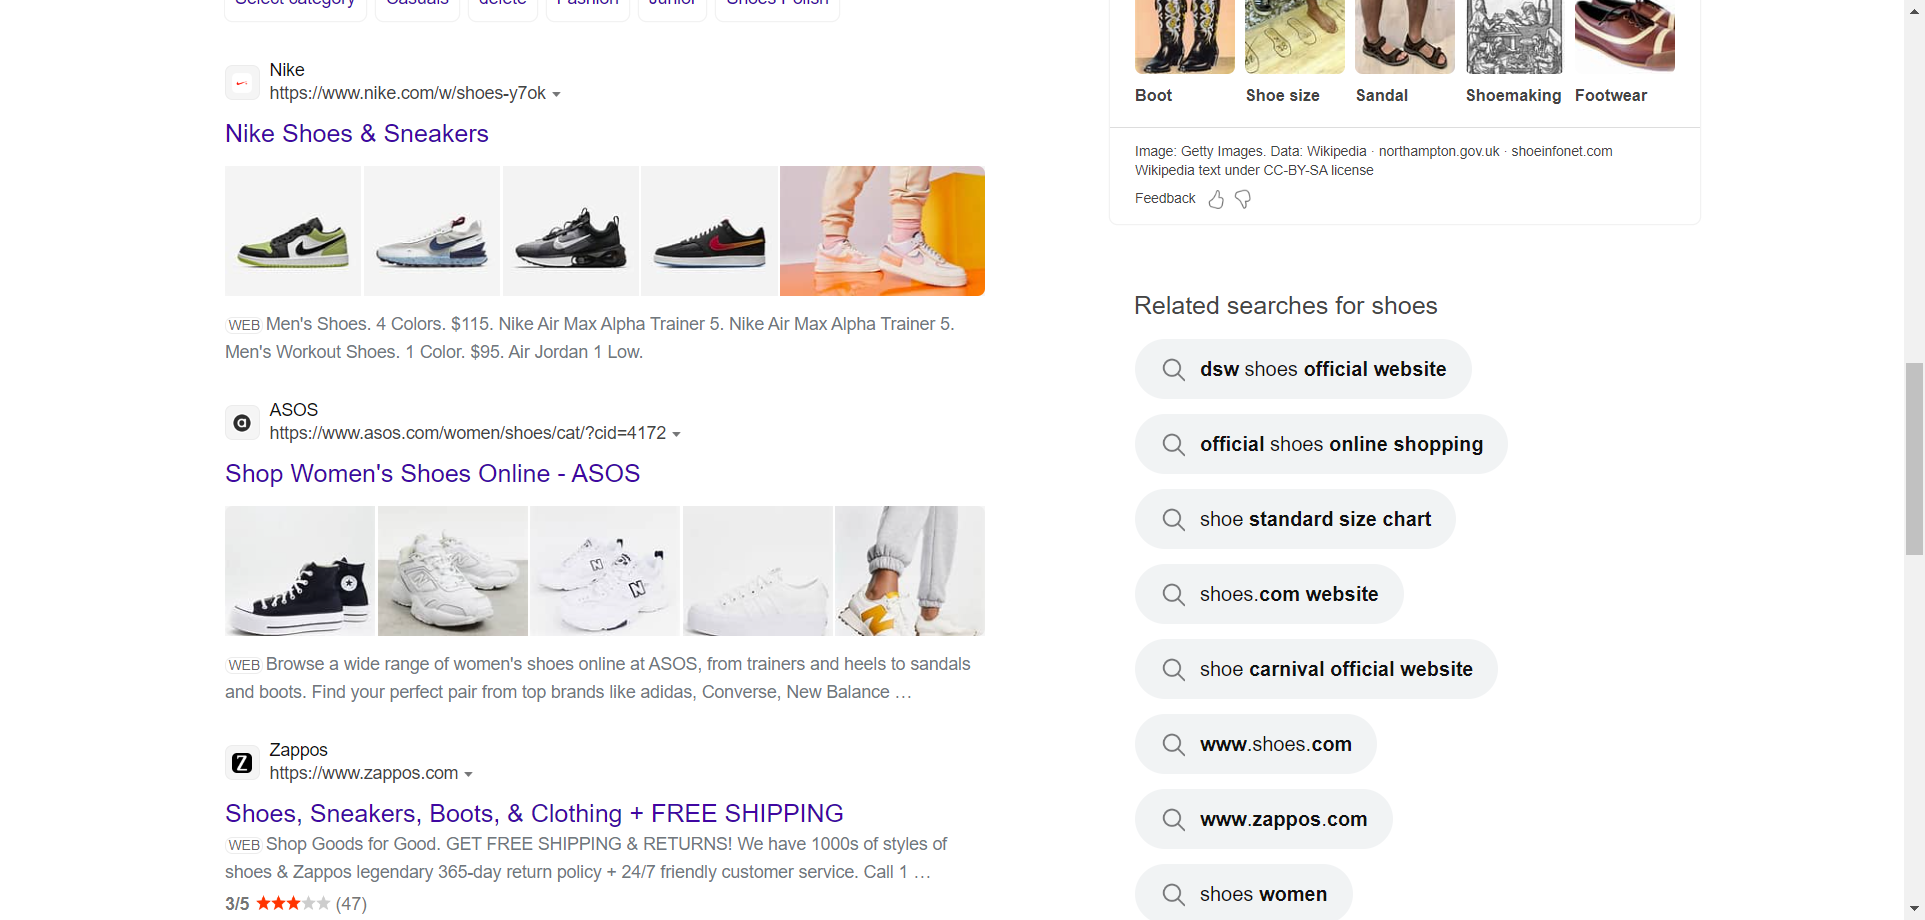 Select category
Casuals
delete
Fashion
Junior
Shoes Polish
Nike
https://www.nike.com/w/shoes-y7ok
Nike Shoes & Sneakers
WEB Men's Shoes. 4 Colors. $115. Nike Air Max Alpha Trainer 5. Nike Air Max Alpha Trainer 5.
Men's Workout Shoes. 1 Color. $95. Air Jordan 1 Low.
ASOS
https://www.asos.com/women/shoes/cat/?cid=4172
Shop Women's Shoes Online - ASOS
WEB Browse a wide range of women's shoes online at ASOS, from trainers and heels to sandals
and boots. Find your perfect pair from top brands like adidas, Converse, New Balance …
Zappos
https://www.zappos.com
Shoes, Sneakers, Boots, & Clothing + FREE SHIPPING
WEB Shop Goods for Good. GET FREE SHIPPING & RETURNS! We have 1000s of styles of
shoes & Zappos legendary 365-day return policy + 24/7 friendly customer service. Call 1 …
3/5 (47)
Boot
Shoe size
Sandal
Shoemaking
Footwear
Image: Getty Images. Data: Wikipedia · northampton.gov.uk · shoeinfonet.com
Wikipedia text under CC-BY-SA license
Feedback
Related searches for shoes
dsw shoes official website
official shoes online shopping
shoe standard size chart
shoes.com website
shoe carnival official website
www.shoes.com
www.zappos.com
shoes women